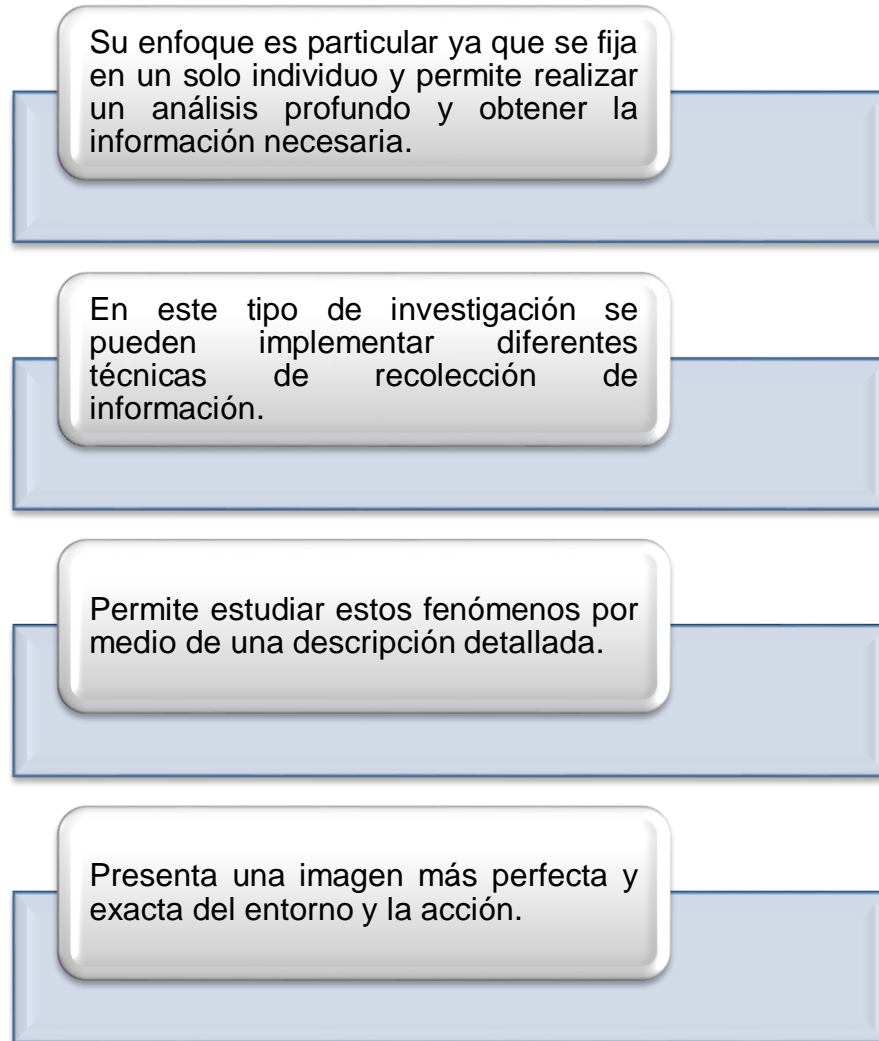 Su enfoque es particular ya que se fija
en un solo individuo y permite realizar
un análisis profundo y obtener la
información necesaria.
En este tipo de investigación se
pueden implementar diferentes
técnicas de recolección de
información.
Permite estudiar estos fenómenos por
medio de una descripción detallada.
Presenta una imagen más perfecta y
exacta del entorno y la acción.